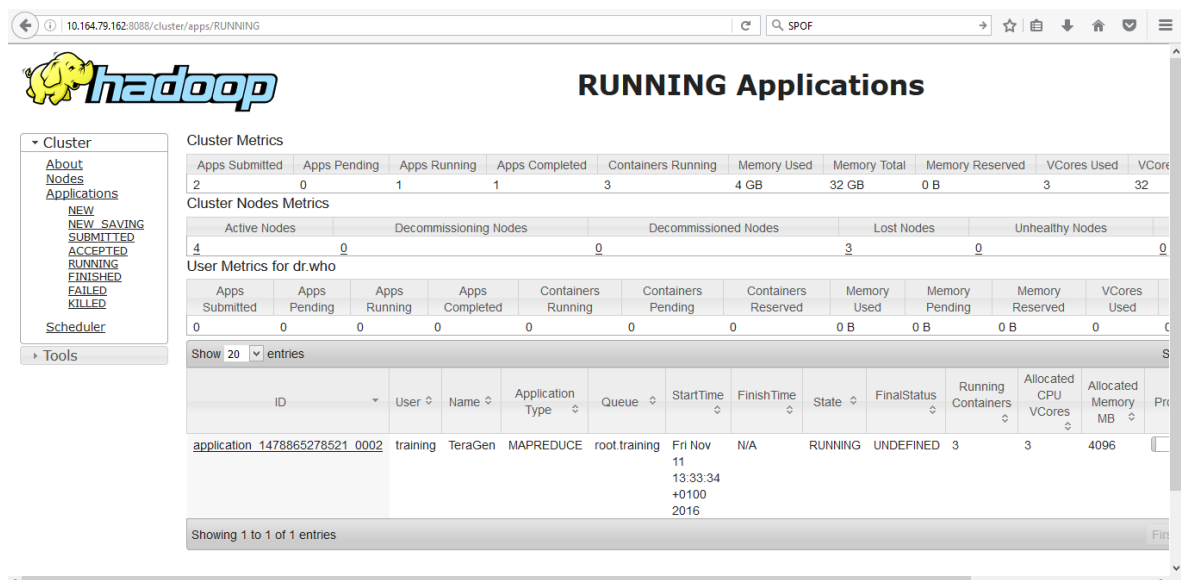 10.164.79.162:8088/cluster/apps/RUNNING SPOF
hadoop
RUNNING Applications
Cluster
About
Nodes
Applications
NEW
NEW_SAVING
SUBMITTED
ACCEPTED
RUNNING
FINISHED
FAILED
KILLED
Scheduler
Tools
Cluster Metrics
Apps Submitted Apps Pending Apps Running Apps Completed Containers Running Memory Used Memory Total Memory Reserved VCores Used VCore
2 0 1 1 3 4 GB 32 GB 0 B 3 32
Cluster Nodes Metrics
Active Nodes Decommissioning Nodes Decommissioned Nodes Lost Nodes Unhealthy Nodes
4 0 0 3 0 0
User Metrics for dr.who
Apps Apps Apps Apps Containers Containers Containers Memory Memory Memory VCores
Submitted Pending Running Completed Running Pending Reserved Used Pending Reserved Used
0 0 0 0 0 0 0 0 B 0 B 0 B 0 0
Show 20 entries S
ID User Name Application Type Queue StartTime FinishTime State FinalStatus Running Containers Allocated CPU VCores Allocated Memory MB Pro
application_1478865278521_0002 training TeraGen MAPREDUCE root.training Fri Nov N/A RUNNING UNDEFINED 3 3 4096
11
13:33:34
+0100
2016
Showing 1 to 1 of 1 entries Firs